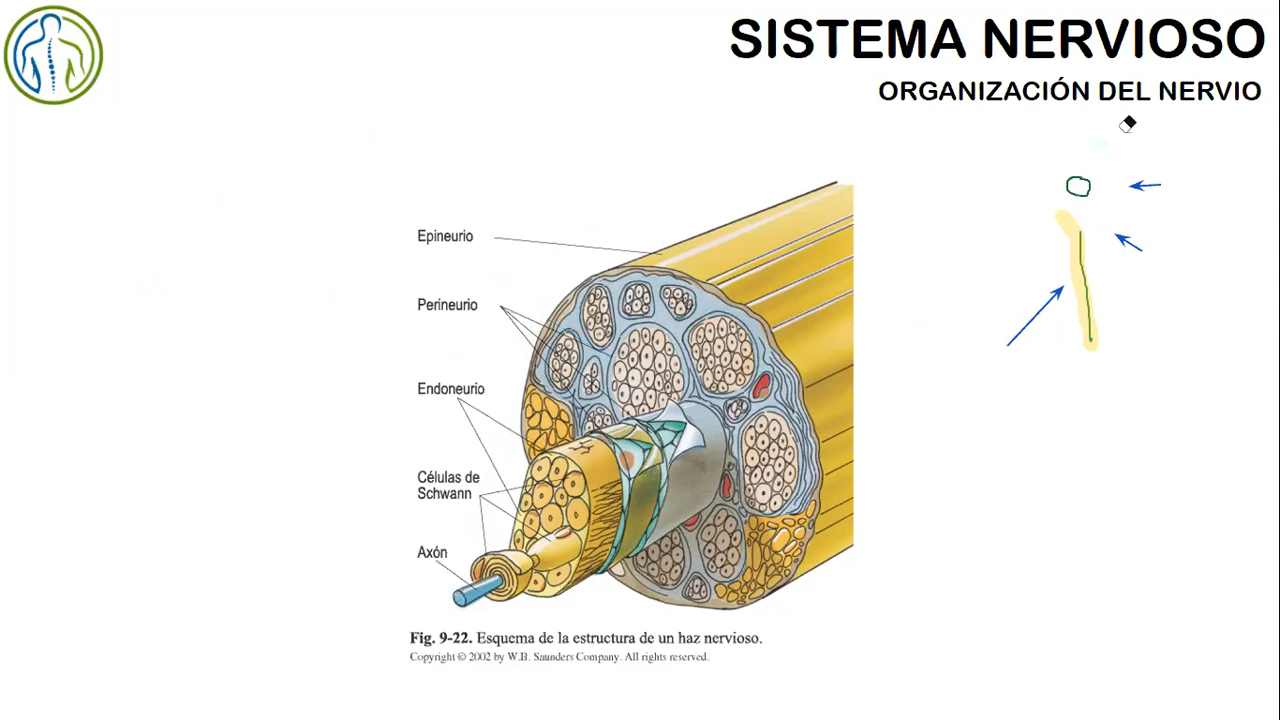 SISTEMA NERVIOSO
ORGANIZACIÓN DEL NERVIO
Epineurio
Perineurio
Endoneurio
Células de
Schwann
Axón
Fig. 9-22. Esquema de la estructura de un haz nervioso.
Copyright © 2002 by W.B. Saunders Company. All rights reserved.